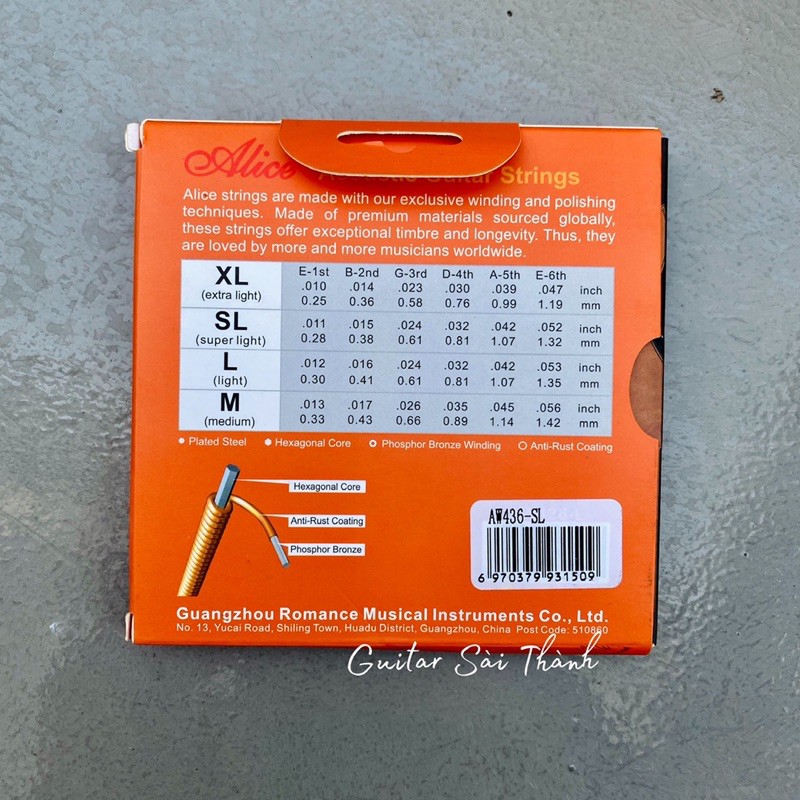 Alice Guitar Strings
Alice strings are made with our exclusive winding and polishing
techniques. Made of premium materials sourced globally,
these strings offer exceptional timbre and longevity. Thus, they
are loved by more and more musicians worldwide.
XL E-1st B-2nd G-3rd D-4th A-5th E-6th
(extra light) .010 .014 .023 .030 .039 .047 inch
0.25 0.36 0.58 0.76 0.99 1.19 mm
SL .011 .015 .024 .032 .042 .052 inch
(super light) 0.28 0.38 0.61 0.81 1.07 1.32 mm
L .012 .016 .024 .032 .042 .053 inch
(light) 0.30 0.41 0.61 0.81 1.07 1.35 mm
M .013 .017 .026 .035 .045 .056 inch
(medium) 0.33 0.43 0.66 0.89 1.14 1.42 mm
Plated Steel Hexagonal Core Phosphor Bronze Winding Anti-Rust Coating
Hexagonal Core
Anti-Rust Coating
Phosphor Bronze
AW436-SL
6 970379 931509
Guangzhou Romance Musical Instruments Co., Ltd.
No. 13, Yucai Road, Shiling Town, Huadu District, Guangzhou, China Post Code: 510860
Guitar Sài Thành